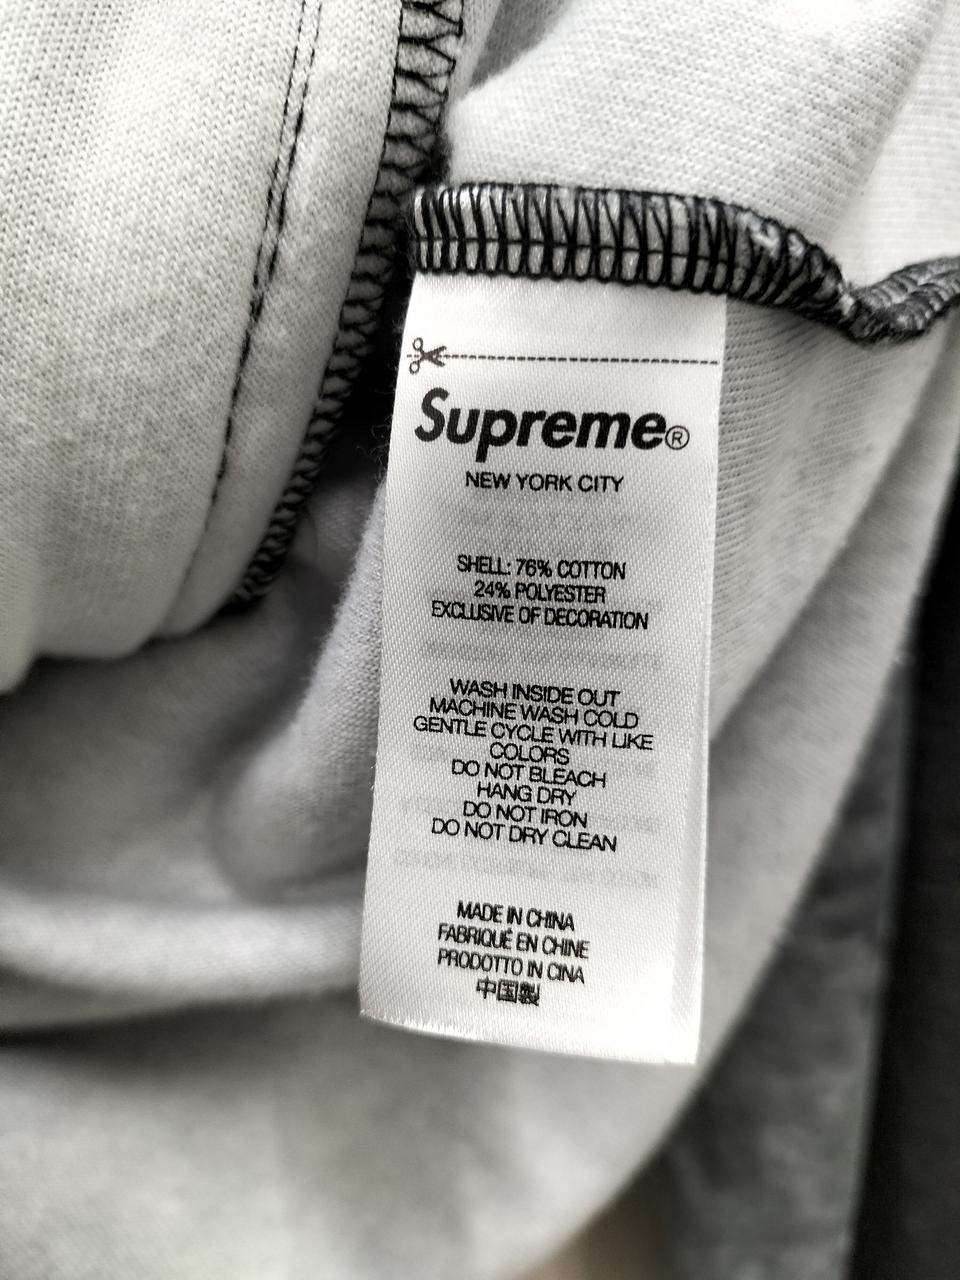 Supreme®
NEW YORK CITY
SHELL: 76% COTTON
24% POLYESTER
EXCLUSIVE OF DECORATION
WASH INSIDE OUT
MACHINE WASH COLD
GENTLE CYCLE WITH LIKE
COLORS
DO NOT BLEACH
HANG DRY
DO NOT IRON
DO NOT DRY CLEAN
MADE IN CHINA
FABRIQUÉ EN CHINE
PRODOTTO IN CINA
中国製